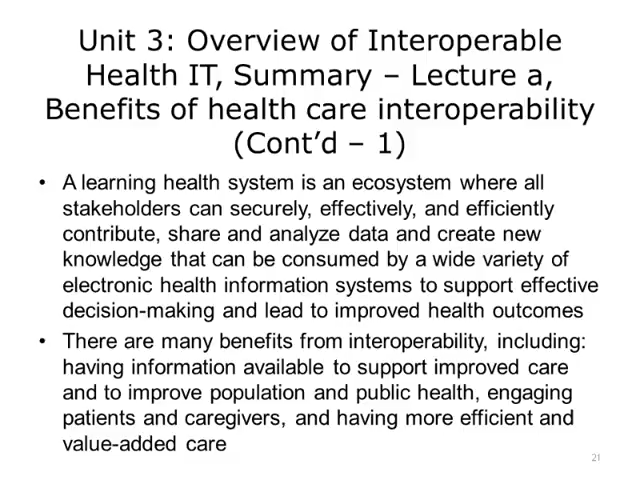 Unit 3: Overview of Interoperable
Health IT, Summary – Lecture a,
Benefits of health care interoperability
(Cont’d – 1)
• A learning health system is an ecosystem where all
stakeholders can securely, effectively, and efficiently
contribute, share and analyze data and create new
knowledge that can be consumed by a wide variety of
electronic health information systems to support effective
decision-making and lead to improved health outcomes
• There are many benefits from interoperability, including:
having information available to support improved care
and to improve population and public health, engaging
patients and caregivers, and having more efficient and
value-added care
21